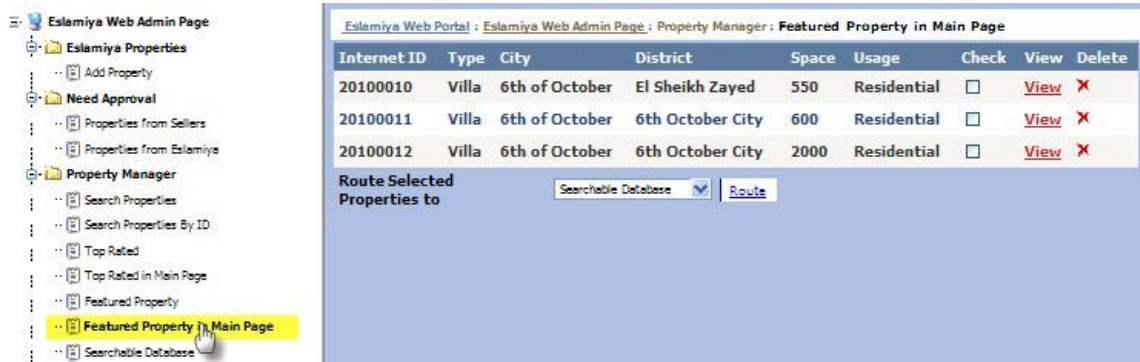 Eslamiya Web Admin Page
Eslamiya Properties
Add Property
Need Approval
Properties from Sellers
Properties from Eslamiya
Property Manager
Search Properties
Search Properties By ID
Top Rated
Top Rated in Main Page
Featured Property
Featured Property in Main Page
Searchable Database
Eslamiya Web Portal : Eslamiya Web Admin Page : Property Manager : Featured Property in Main Page
Internet ID Type City District Space Usage Check View Delete
20100010 Villa 6th of October El Sheikh Zayed 550 Residential View
20100011 Villa 6th of October 6th October City 600 Residential View
20100012 Villa 6th of October 6th October City 2000 Residential View
Route Selected
Properties to
Searchable Database Route